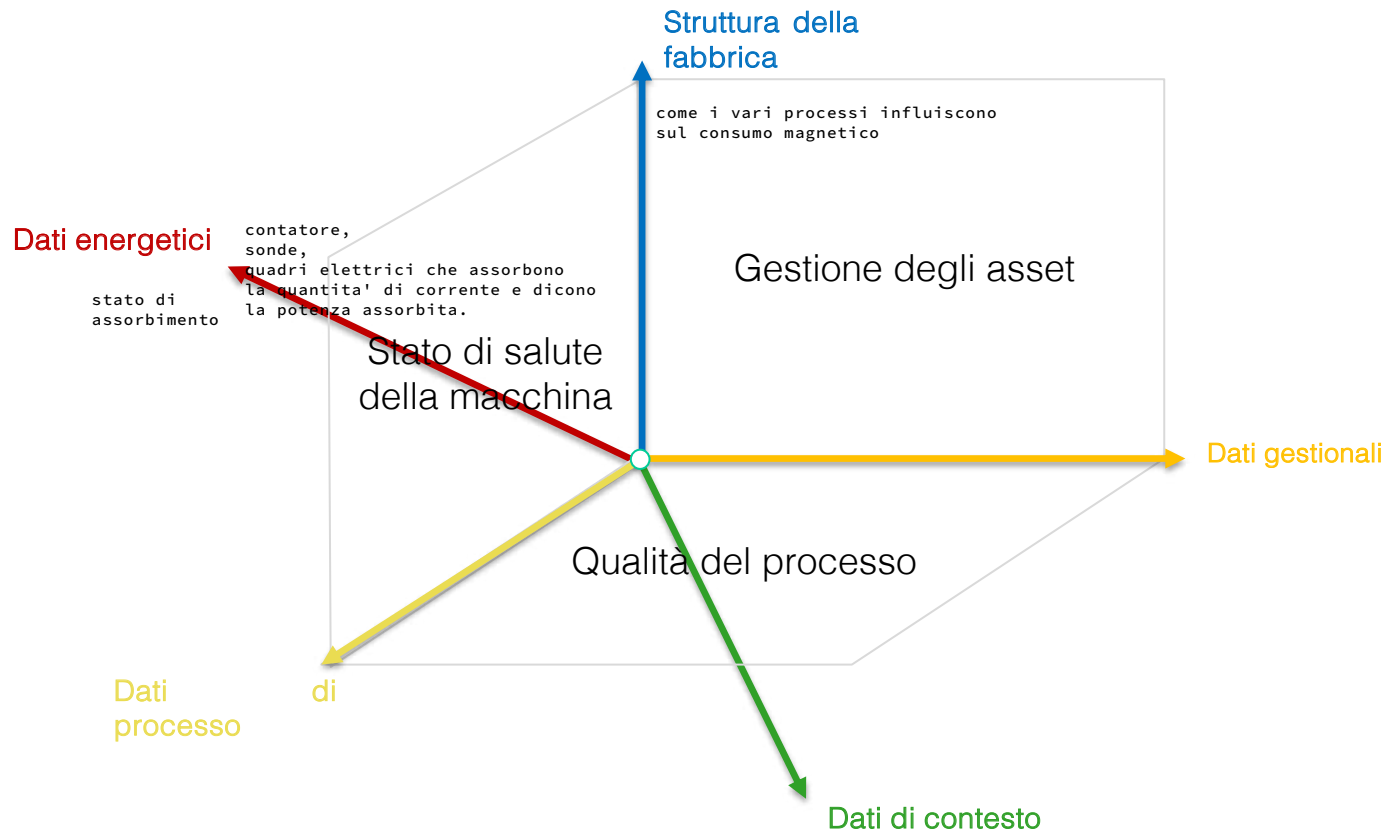 Struttura della
fabbrica
come i vari processi influiscono
sul consumo magnetico
Dati energetici
contatore,
sonde,
quadri elettrici che assorbono
la quantita' di corrente e dicono
la potenza assorbita.
stato di
assorbimento
Gestione degli asset
Stato di salute
della macchina
Dati gestionali
Qualità del processo
Dati di
processo
Dati di contesto